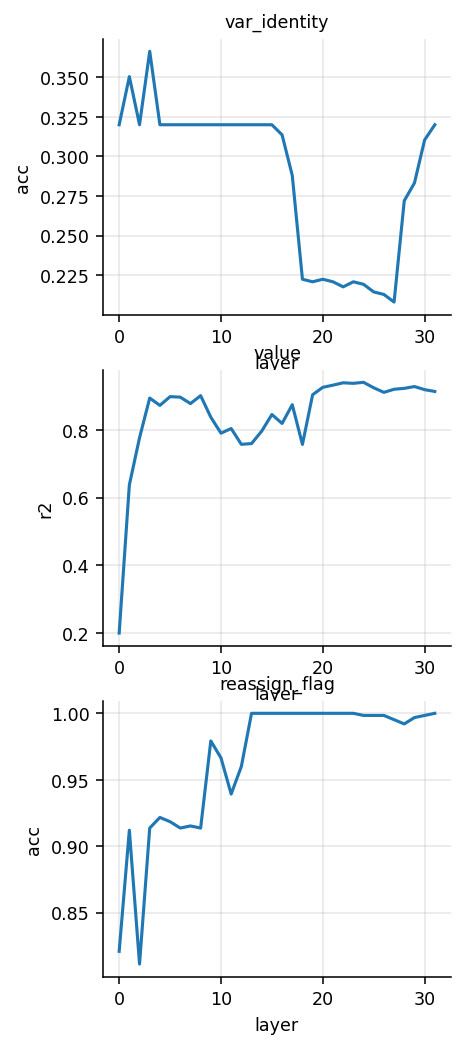 var_identity
0.350
0.325
0.300
0.275
0.250
0.225
acc
0 10 20 30
layer
value
0.8
0.6
0.4
0.2
r2
0 10 20 30
layer
reassign_flag
1.00
0.95
0.90
0.85
acc
0 10 20 30
layer